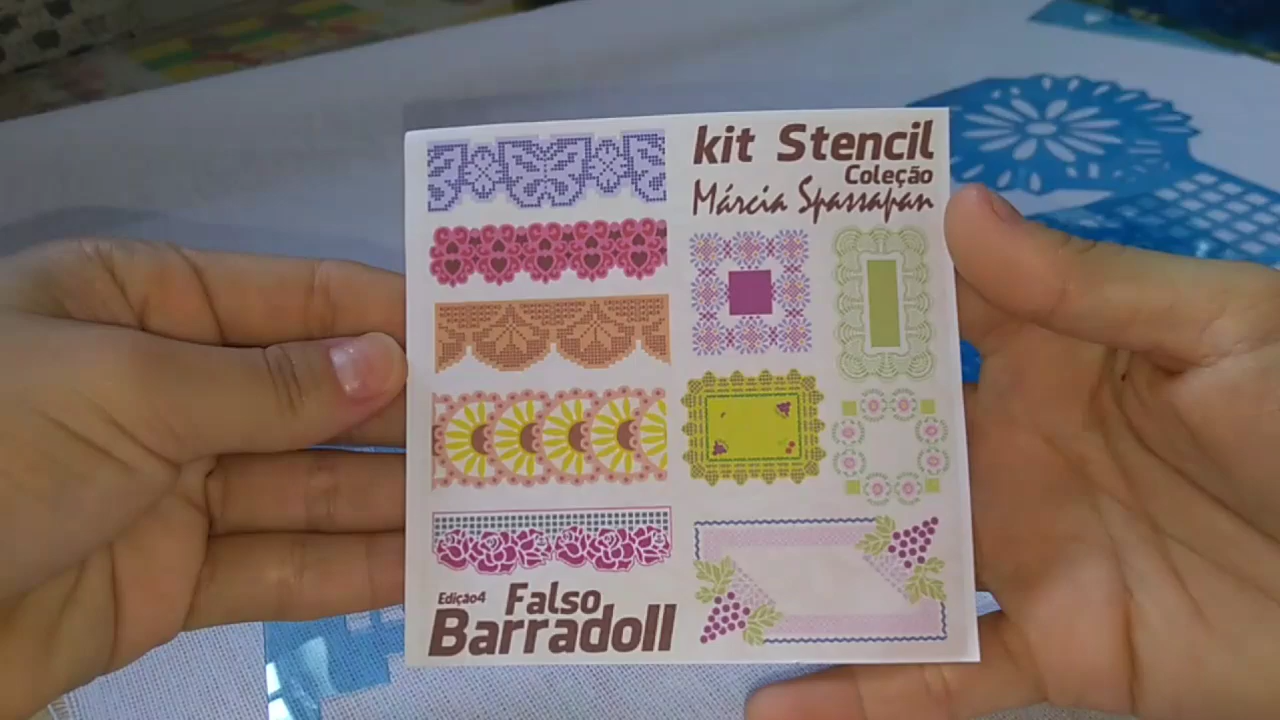 kit Stencil
Coleção
Márcia Spassapan
Edição4
Falso
Barradoll